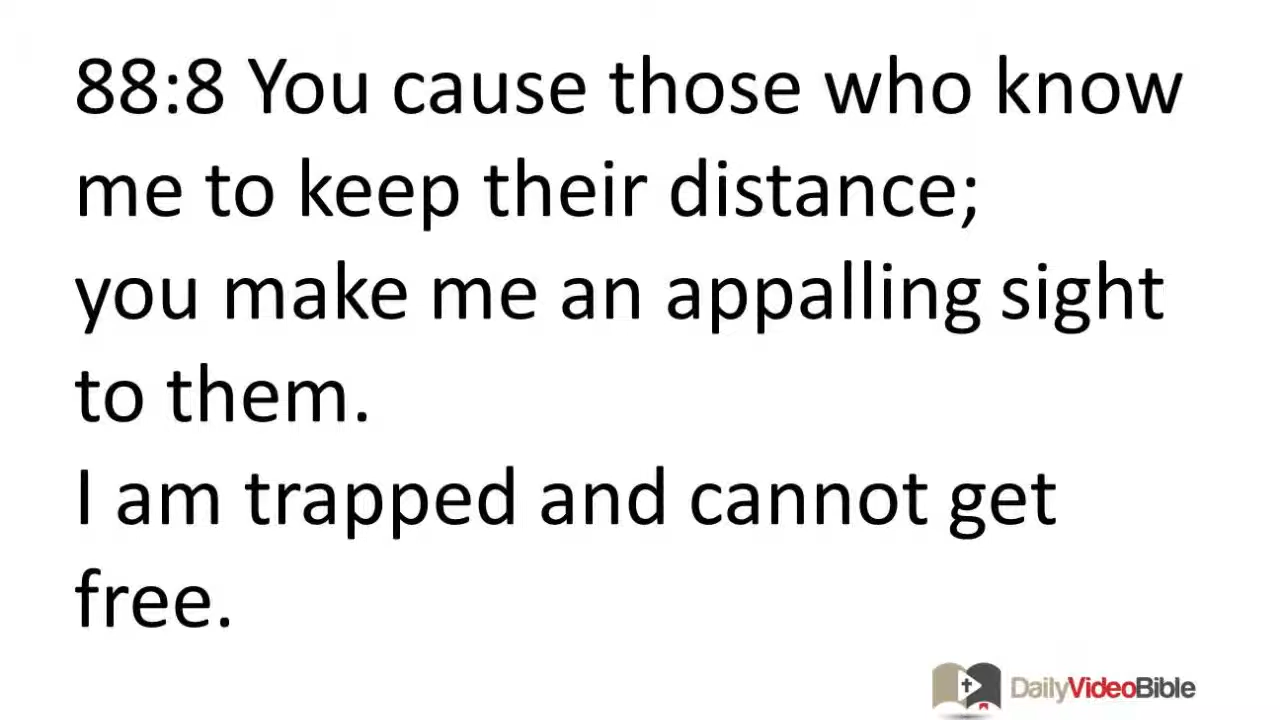 88:8 You cause those who know
me to keep their distance;
you make me an appalling sight
to them.
I am trapped and cannot get
free.
DailyVideoBible